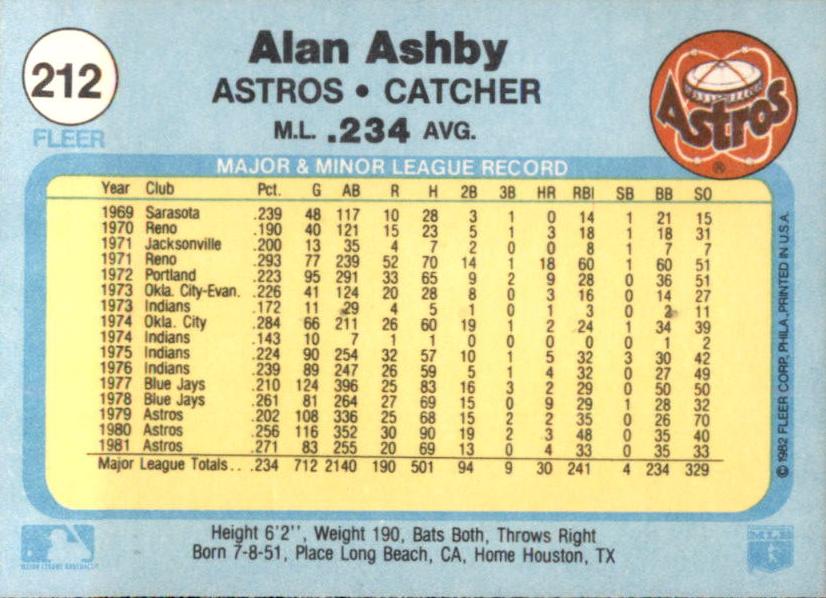 212
FLEER
Alan Ashby
ASTROS • CATCHER
M.L. .234 AVG.
Astros
®
MAJOR & MINOR LEAGUE RECORD
Year Club Pct. G AB R H 2B 3B HR RBI SB BB SO
1969 Sarasota .239 48 117 10 28 3 1 0 14 1 21 15
1970 Reno .190 40 121 15 23 5 1 3 18 1 18 31
1971 Jacksonville .200 13 35 4 7 2 0 0 8 1 7 7
1971 Reno .293 77 239 52 70 14 1 18 60 1 60 51
1972 Portland .223 95 291 33 65 9 2 9 28 0 36 51
1973 Okla. City-Evan. .226 41 124 20 28 8 0 3 16 0 14 27
1973 Indians .172 11 29 4 5 1 0 1 3 0 2 11
1974 Okla. City .284 66 211 26 60 19 1 2 24 1 34 39
1974 Indians .143 10 7 1 1 0 0 0 0 0 1 2
1975 Indians .224 90 254 32 57 10 1 5 32 3 30 42
1976 Indians .239 89 247 26 59 5 1 4 32 0 27 49
1977 Blue Jays .210 124 396 25 83 16 3 2 29 0 50 50
1978 Blue Jays .261 81 264 27 69 15 0 9 29 1 28 32
1979 Astros .202 108 336 25 68 15 2 2 35 0 26 70
1980 Astros .256 116 352 30 90 19 2 3 48 0 35 40
1981 Astros .271 83 255 20 69 13 0 4 33 0 35 33
Major League Totals.. .234 712 2140 190 501 94 9 30 241 4 234 329
© 1982 FLEER CORP. PHILA. PRINTED IN U.S.A.
Height 6'2'', Weight 190, Bats Both, Throws Right
Born 7-8-51, Place Long Beach, CA, Home Houston, TX
MAJOR LEAGUE BASEBALL
MLB